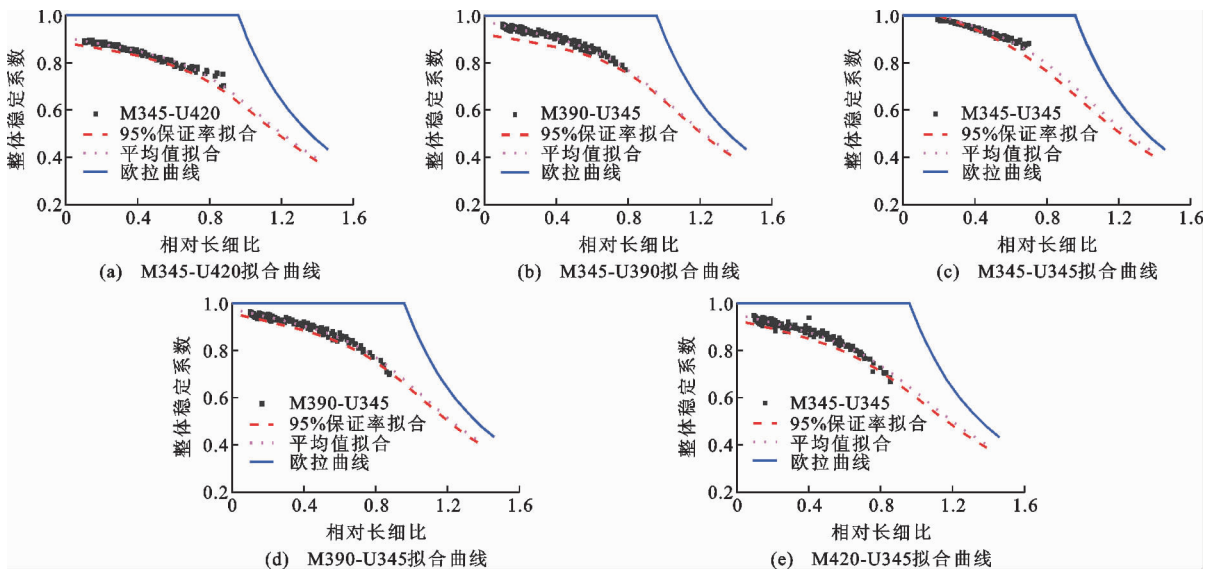 整体稳定系数
1.0
0.8
0.6
0.4
0.2
M345-U420
95%保证率拟合
平均值拟合
欧拉曲线
0 0.4 0.8 1.2 1.6
相对长细比
(a) M345-U420拟合曲线
整体稳定系数
1.0
0.8
0.6
0.4
0.2
M390-U345
95%保证率拟合
平均值拟合
欧拉曲线
0 0.4 0.8 1.2 1.6
相对长细比
(b) M345-U390拟合曲线
整体稳定系数
1.0
0.8
0.6
0.4
0.2
M345-U345
95%保证率拟合
平均值拟合
欧拉曲线
0 0.4 0.8 1.2 1.6
相对长细比
(c) M345-U345拟合曲线
整体稳定系数
1.0
0.8
0.6
0.4
0.2
M390-U345
95%保证率拟合
平均值拟合
欧拉曲线
0 0.4 0.8 1.2 1.6
相对长细比
(d) M390-U345拟合曲线
整体稳定系数
1.0
0.8
0.6
0.4
0.2
M345-U345
95%保证率拟合
平均值拟合
欧拉曲线
0 0.4 0.8 1.2 1.6
相对长细比
(e) M420-U345拟合曲线